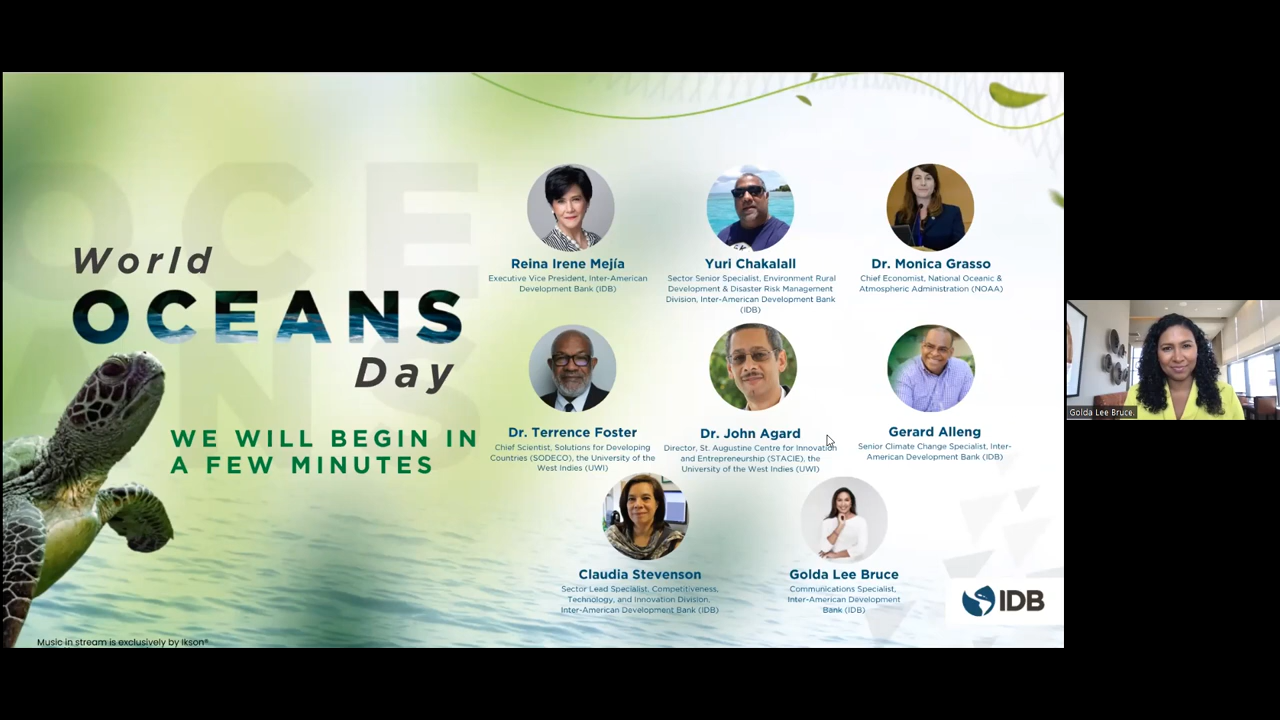 World
OCEANS
Day
WE WILL BEGIN IN
A FEW MINUTES
Reina Irene Mejía
Executive Vice President, Inter-American
Development Bank (IDB)
Yuri Chakalall
Sector Senior Specialist, Environment Rural
Development & Disaster Risk Management
Division, Inter-American Development Bank
(IDB)
Dr. Monica Grasso
Chief Economist, National Oceanic &
Atmospheric Administration (NOAA)
Dr. Terrence Foster
Chief Scientist, Solutions for Developing
Countries (SODECO), the University of the
West Indies (UWI)
Dr. John Agard
Director, St. Augustine Centre for Innovation
and Entrepreneurship (STACIE), the
University of the West Indies (UWI)
Gerard Alleng
Senior Climate Change Specialist, Inter-
American Development Bank (IDB)
Claudia Stevenson
Sector Lead Specialist, Competitiveness,
Technology, and Innovation Division,
Inter-American Development Bank (IDB)
Golda Lee Bruce
Communications Specialist,
Inter-American Development
Bank (IDB)
IDB
Music in stream is exclusively by Ikson®
Golda Lee Bruce.
OCE
ANS